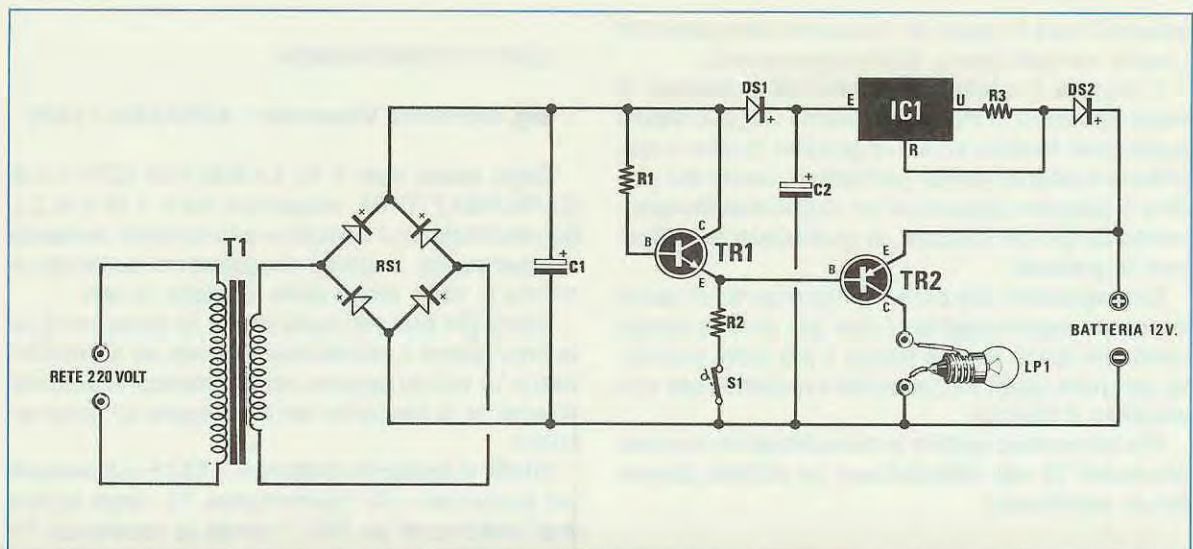 T1
RETE 220 VOLT
RS1
C1
R1
B
C
E
TR1
R2
S1
DS1
C2
E
IC1
U
R
R3
DS2
B
E
C
TR2
LP1
BATTERIA 12V.